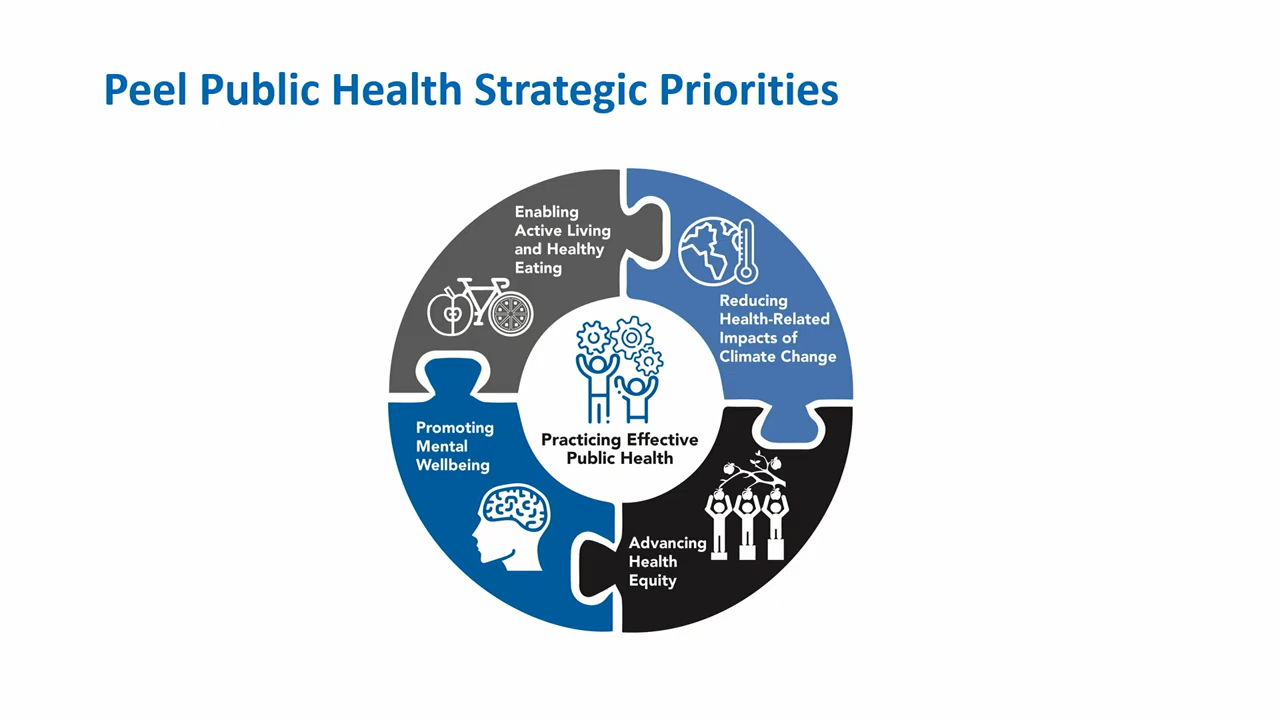 Peel Public Health Strategic Priorities
Enabling
Active Living
and Healthy
Eating
Reducing
Health-Related
Impacts of
Climate Change
Promoting
Mental
Wellbeing
Practicing Effective
Public Health
Advancing
Health
Equity